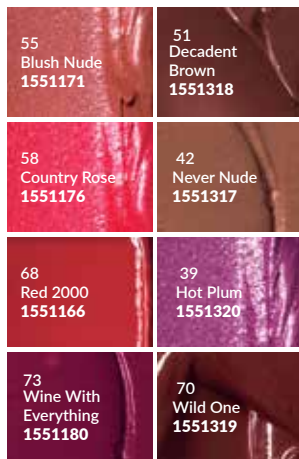 55
Blush Nude
1551171
51
Decadent
Brown
1551318
58
Country Rose
1551176
42
Never Nude
1551317
68
Red 2000
1551166
39
Hot Plum
1551320
73
Wine With
Everything
1551180
70
Wild One
1551319